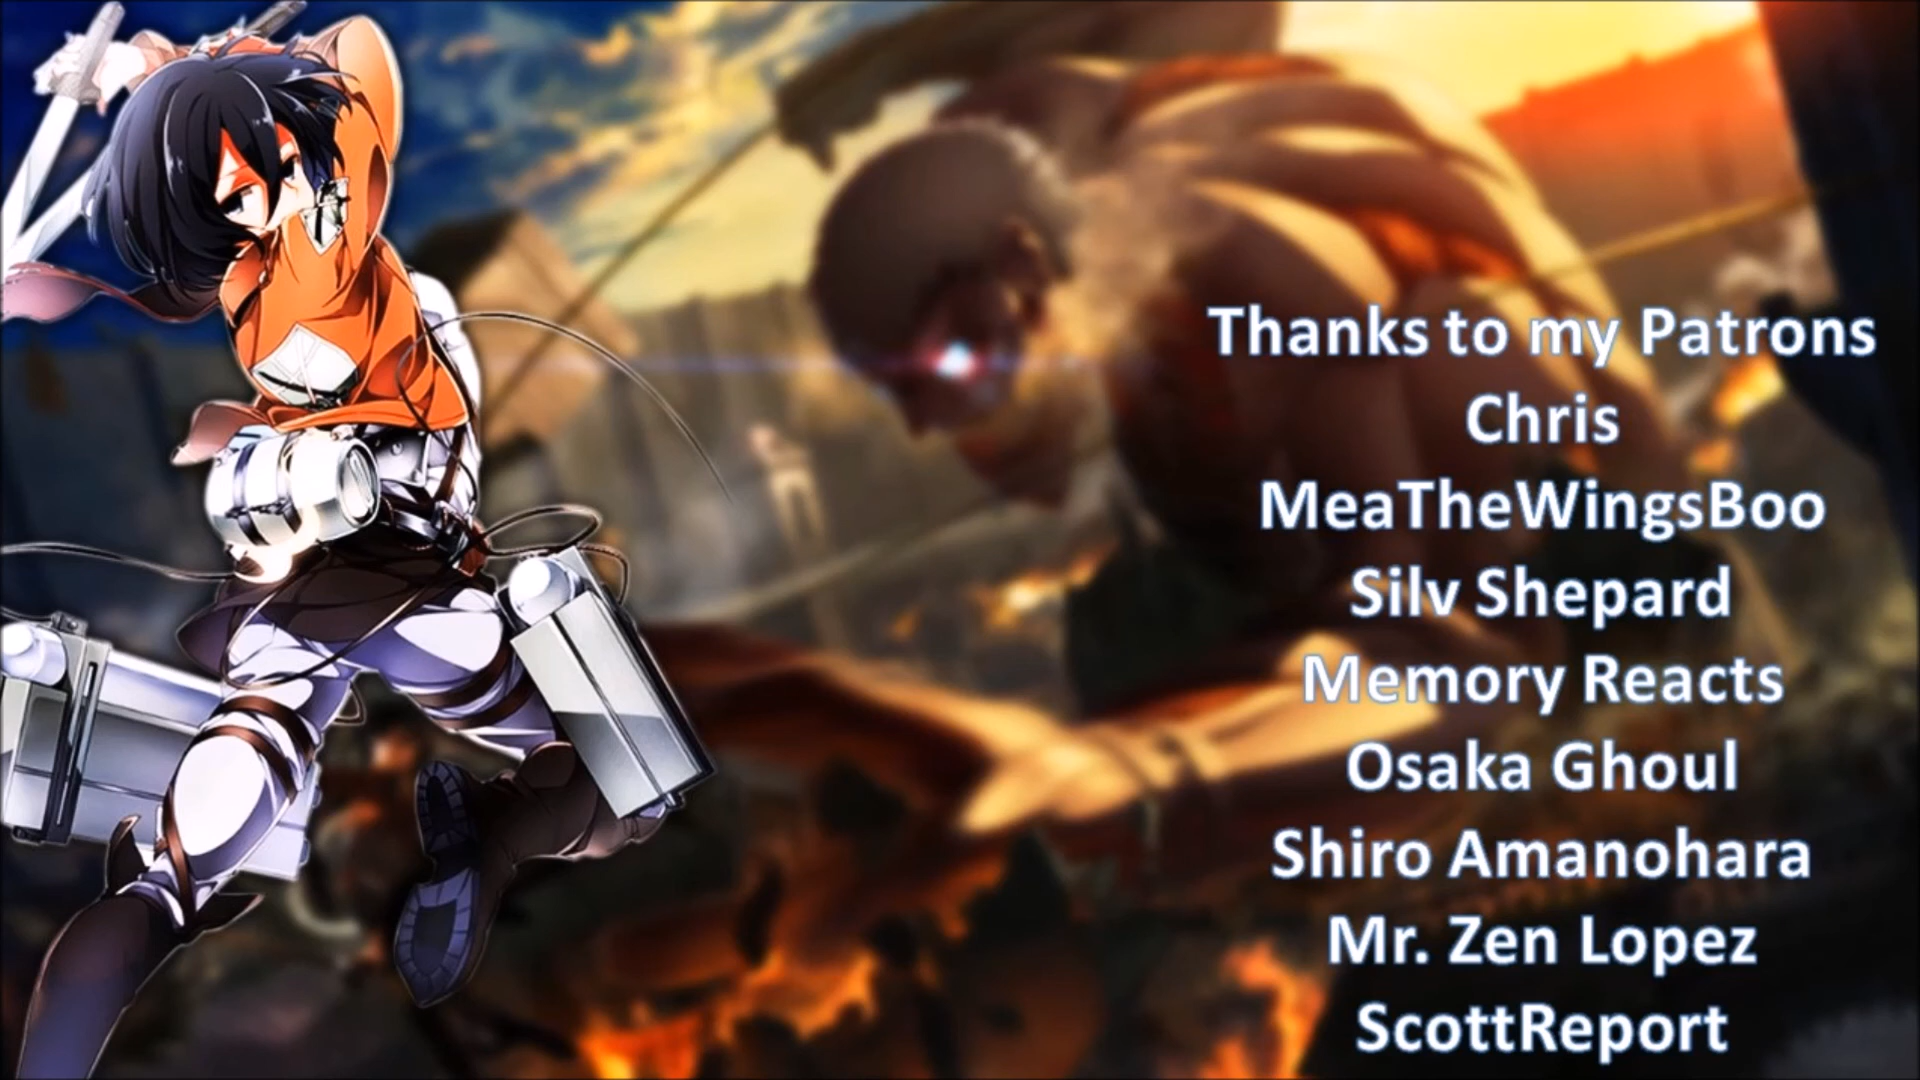 Thanks to my Patrons
Chris
MeaTheWingsBoo
Silv Shepard
Memory Reacts
Osaka Ghoul
Shiro Amanohara
Mr. Zen Lopez
ScottReport